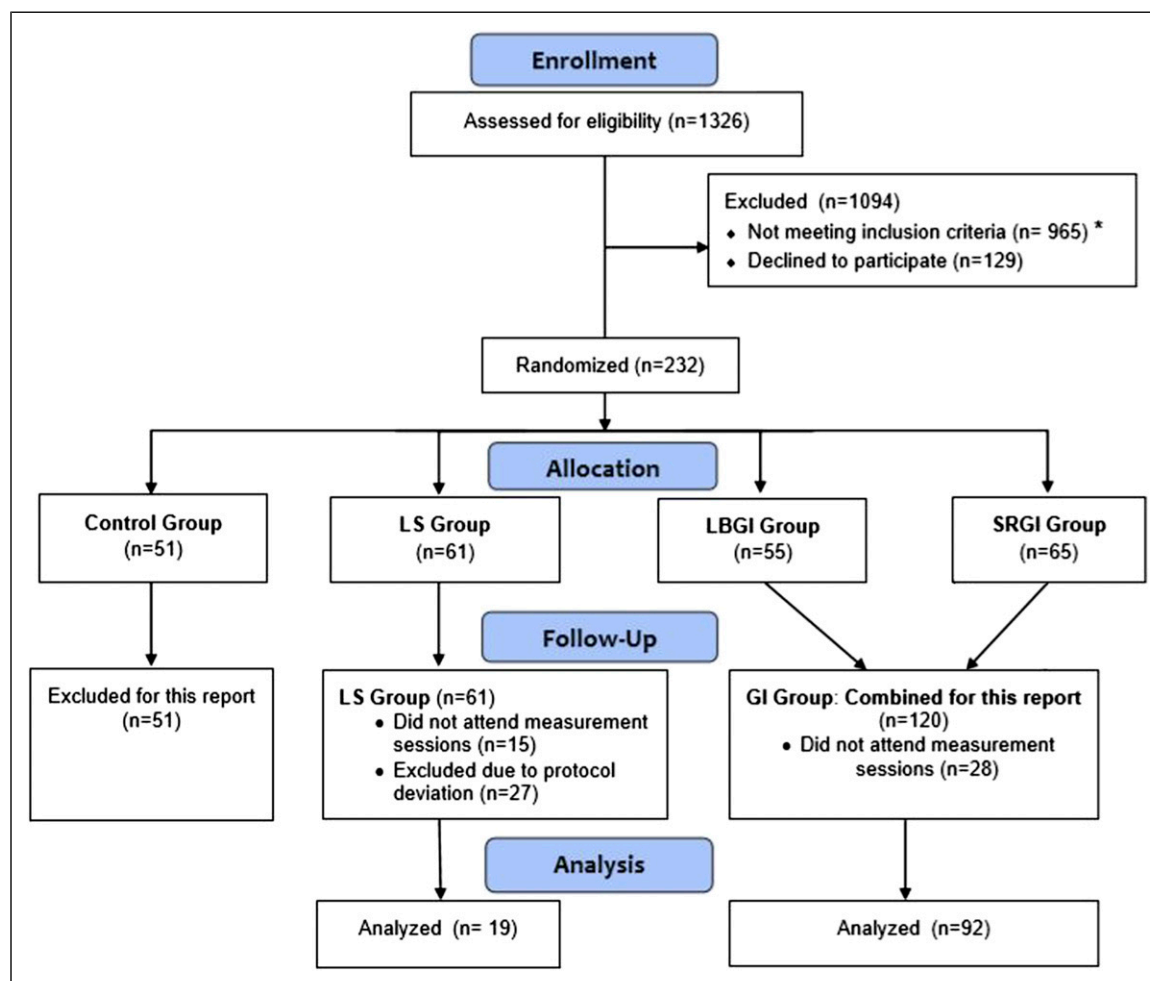 Enrollment
Assessed for eligibility (n=1326)
Excluded (n=1094)
⬥ Not meeting inclusion criteria (n= 965) *
⬥ Declined to participate (n=129)
Randomized (n=232)
Allocation
Control Group
(n=51)
LS Group
(n=61)
LBGI Group
(n=55)
SRGI Group
(n=65)
Follow-Up
Excluded for this report
(n=51)
LS Group (n=61)
• Did not attend measurement
sessions (n=15)
• Excluded due to protocol
deviation (n=27)
GI Group: Combined for this report
(n=120)
• Did not attend measurement
sessions (n=28)
Analysis
Analyzed (n= 19)
Analyzed (n=92)